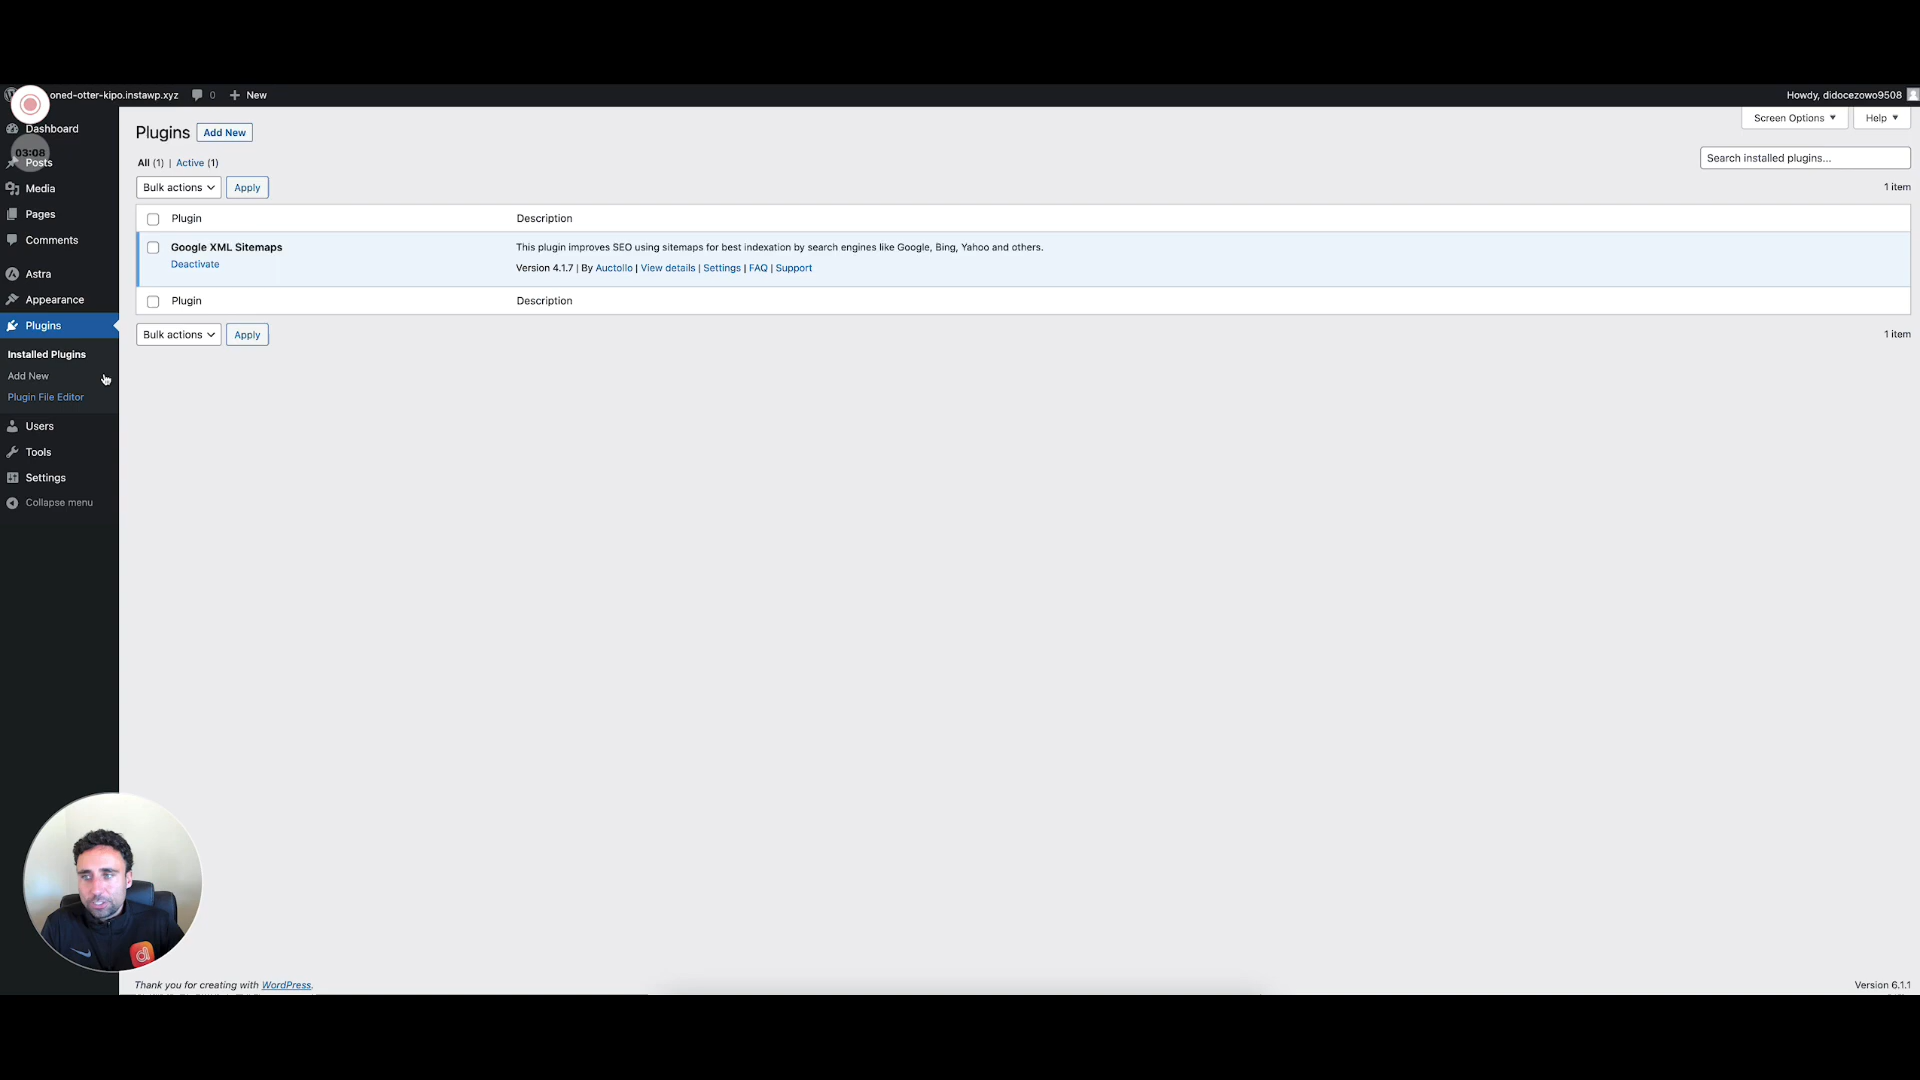 oned-otter-kipo.instawp.xyz 0 New Howdy, didocezowo9508
Dashboard
03:08
Posts
Media
Pages
Comments
Astra
Appearance
Plugins
Installed Plugins
Add New
Plugin File Editor
Users
Tools
Settings
Collapse menu
Plugins Add New
Screen Options Help
All (1) | Active (1)
Search installed plugins...
Bulk actions Apply 1 item
Plugin Description
Google XML Sitemaps This plugin improves SEO using sitemaps for best indexation by search engines like Google, Bing, Yahoo and others.
Deactivate Version 4.1.7 | By Auctollo | View details | Settings | FAQ | Support
Plugin Description
Bulk actions Apply 1 item
Thank you for creating with WordPress. Version 6.1.1